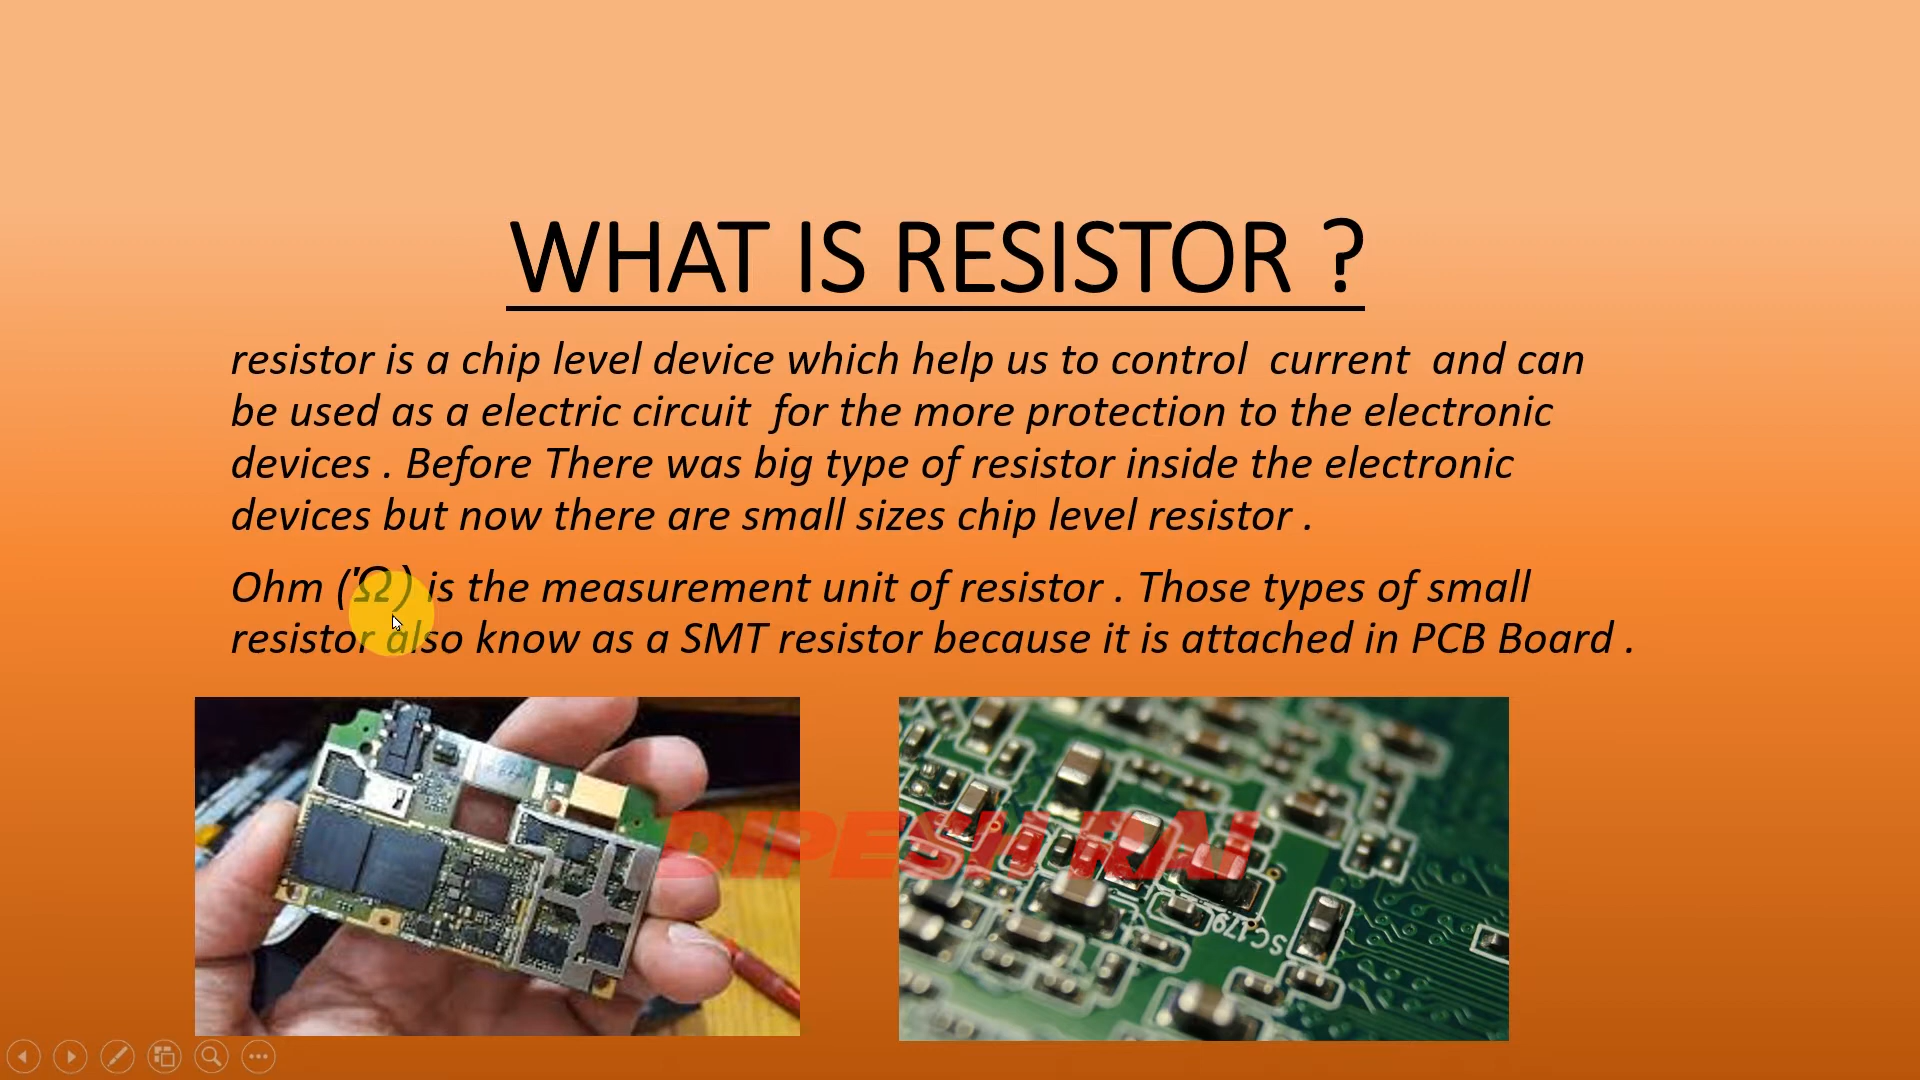 WHAT IS RESISTOR ?
resistor is a chip level device which help us to control current and can
be used as a electric circuit for the more protection to the electronic
devices . Before There was big type of resistor inside the electronic
devices but now there are small sizes chip level resistor .
Ohm (Ώ) is the measurement unit of resistor . Those types of small
resistor also know as a SMT resistor because it is attached in PCB Board .
DIPESH RAI
SC179